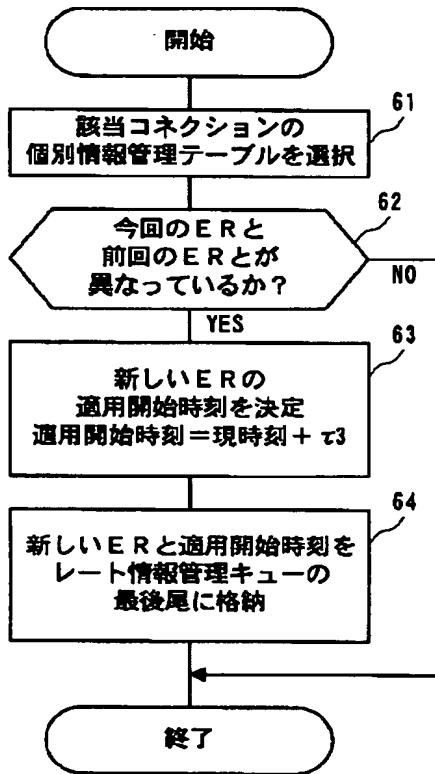 開始
61
該当コネクションの
個別情報管理テーブルを選択
62
今回のERと
前回のERとが
異なっているか?
NO
YES
63
新しいERの
適用開始時刻を決定
適用開始時刻=現時刻+τ3
64
新しいERと適用開始時刻を
レート情報管理キューの
最後尾に格納
終了